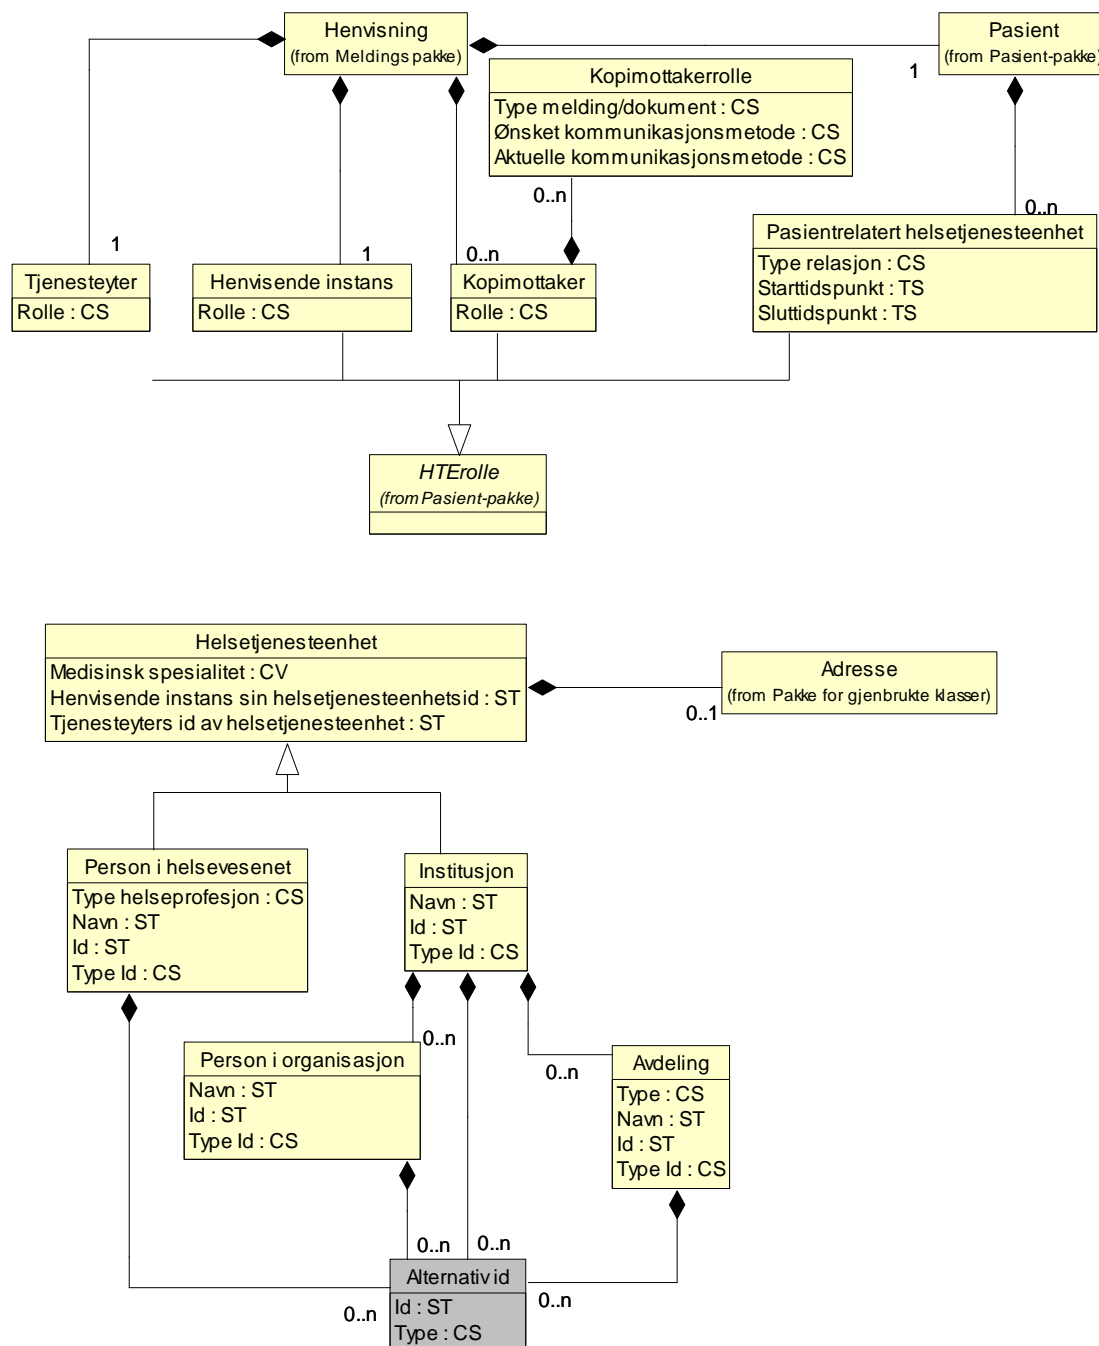 Henvisning
(from Meldings pakke)
Pasient
(from Pasient-pakke)
1
Kopimottakerrolle
Type melding/dokument : CS
Ønsket kommunikasjonsmetode : CS
Aktuelle kommunikasjonsmetode : CS
0..n
0..n
1
1
0..n
Tjenesteyter
Rolle : CS
Henvisende instans
Rolle : CS
Kopimottaker
Rolle : CS
Pasientrelatert helsetjenesteenhet
Type relasjon : CS
Starttidspunkt : TS
Sluttidspunkt : TS
HTErolle
(from Pasient-pakke)
Helsetjenesteenhet
Medisinsk spesialitet : CV
Henvisende instans sin helsetjenesteenhetsid : ST
Tjenesteyters id av helsetjenesteenhet : ST
0..1
Adresse
(from Pakke for gjenbrukte klasser)
Person i helsevesenet
Type helseprofesjon : CS
Navn : ST
Id : ST
Type Id : CS
Institusjon
Navn : ST
Id : ST
Type Id : CS
0..n
0..n
Person i organisasjon
Navn : ST
Id : ST
Type Id : CS
Avdeling
Type : CS
Navn : ST
Id : ST
Type Id : CS
0..n
0..n
0..n
0..n
Alternativ id
Id : ST
Type : CS